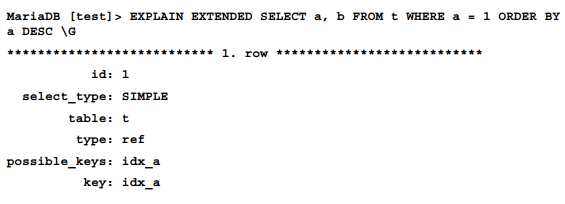 MariaDB [test]> EXPLAIN EXTENDED SELECT a, b FROM t WHERE a = 1 ORDER BY
a DESC \G
*************************** 1. row ***************************
id: 1
select_type: SIMPLE
table: t
type: ref
possible_keys: idx_a
key: idx_a